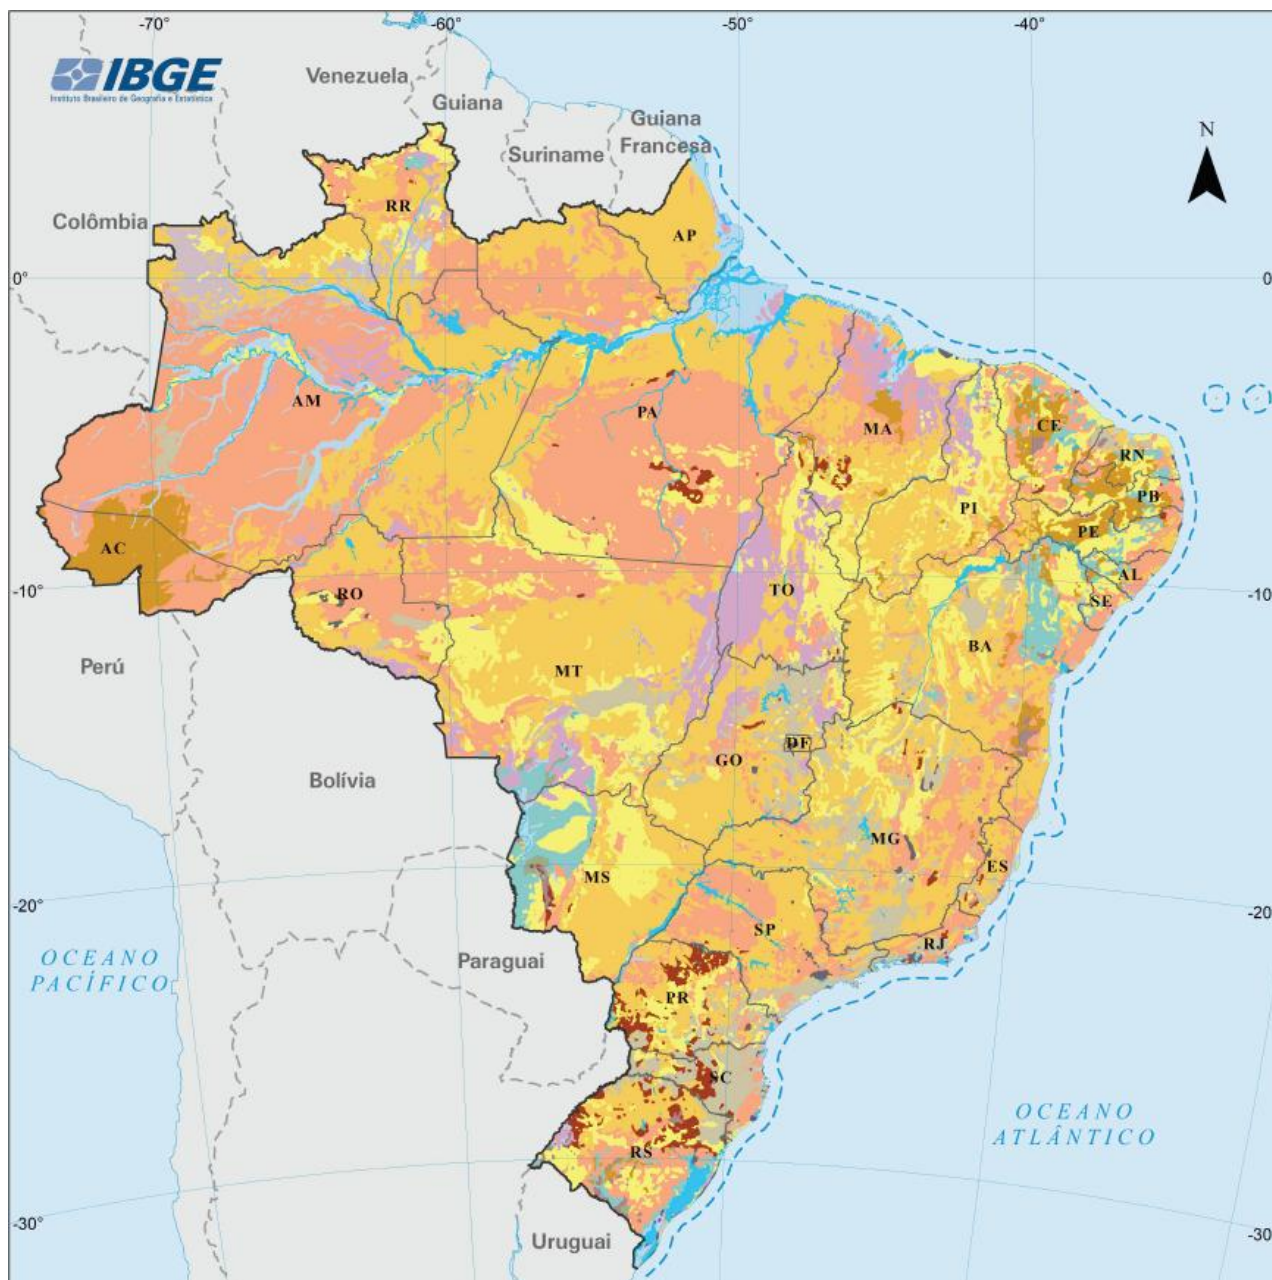 -70°
-60°
-50°
-40°
IBGE
Instituto Brasileiro de Geografia e Estatística
Venezuela
Guiana
Suriname
Guiana
Francesa
N
Colômbia
RR
AP
0°
0
AM
PA
MA
CE
RN
PB
PI
PE
AC
AL
-10°
-10
RO
TO
SE
BA
Perú
MT
DF
GO
Bolívia
MG
ES
MS
-20°
-20
SP
RJ
OCEANO
PACÍFICO
Paraguai
PR
SC
OCEANO
ATLÂNTICO
RS
-30°
-30
Uruguai